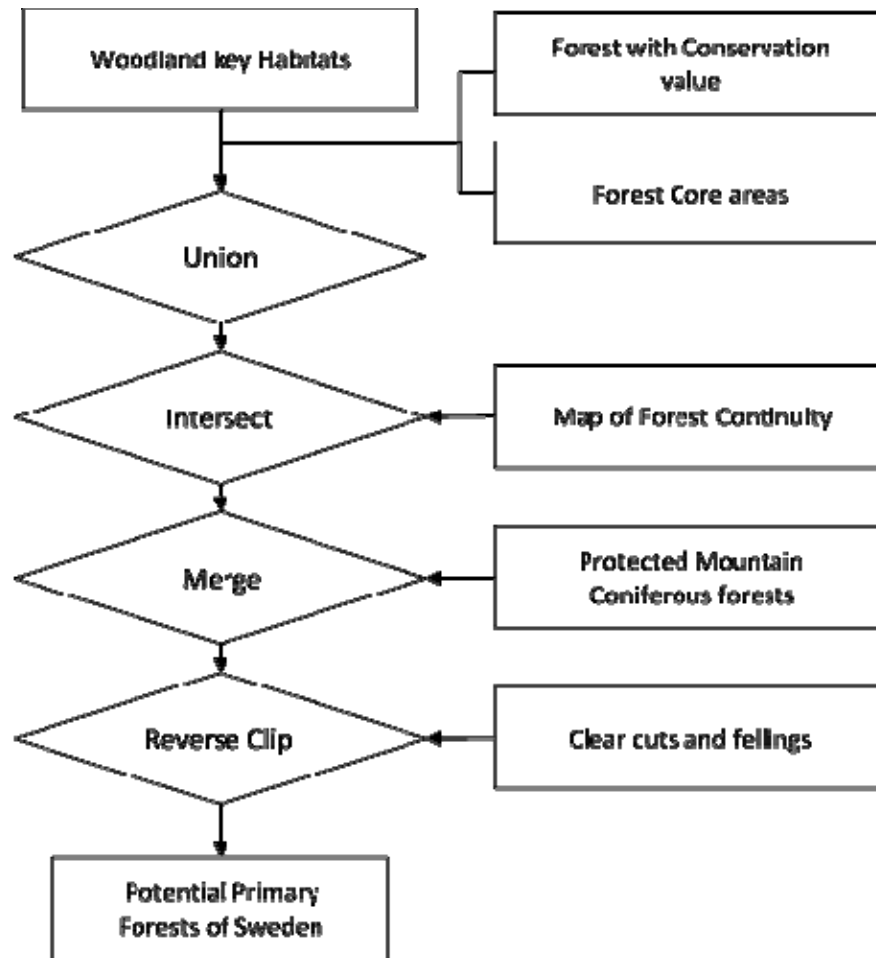 Woodland key Habitats
Forest with Conservation
value
Forest Core areas
Union
Intersect
Map of Forest Continuity
Merge
Protected Mountain
Coniferous forests
Reverse Clip
Clear cuts and fellings
Potential Primary
Forests of Sweden